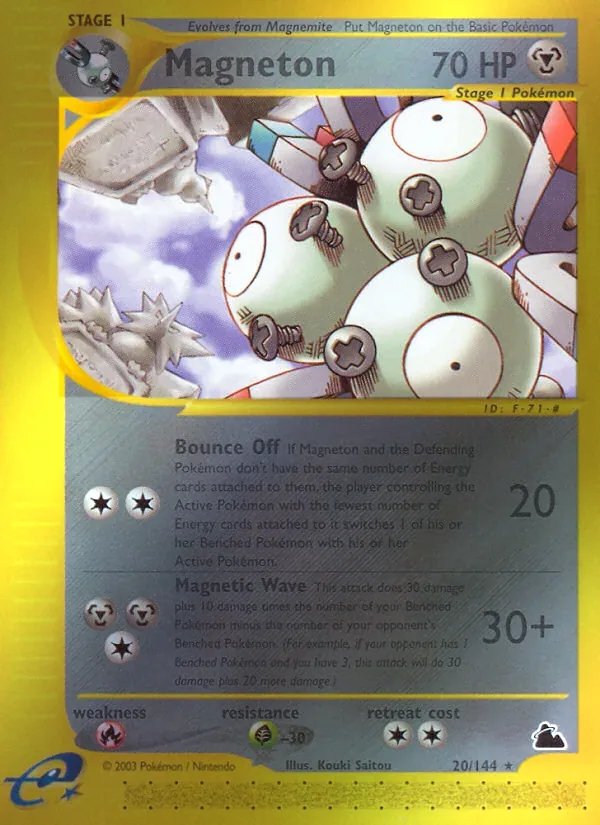 STAGE 1
Evolves from Magnemite Put Magneton on the Basic Pokémon
Magneton 70 HP
Stage 1 Pokémon
ID: F-71-#
Bounce Off If Magneton and the Defending
Pokémon don't have the same number of Energy
cards attached to them, the player controlling the
Active Pokémon with the fewest number of
Energy cards attached to it switches 1 of his or
her Benched Pokémon with his or her
Active Pokémon.
20
Magnetic Wave This attack does 30 damage
plus 10 damage times the number of your Benched
Pokémon minus the number of your opponent's
Benched Pokémon. (For example, if your opponent has 1
Benched Pokémon and you have 3, this attack will do 30
damage plus 20 more damage.)
30+
weakness resistance retreat cost
-30
© 2003 Pokémon / Nintendo Illus. Kouki Saitou 20/144 ★
e